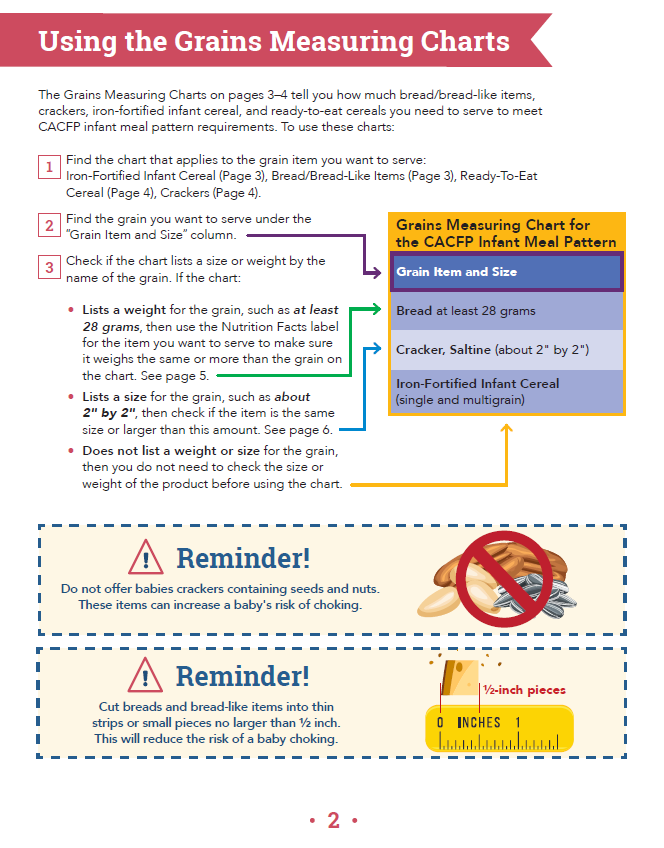 Using the Grains Measuring Charts
The Grains Measuring Charts on pages 3–4 tell you how much bread/bread-like items,
crackers, iron-fortified infant cereal, and ready-to-eat cereals you need to serve to meet
CACFP infant meal pattern requirements. To use these charts:
1
Find the chart that applies to the grain item you want to serve:
Iron-Fortified Infant Cereal (Page 3), Bread/Bread-Like Items (Page 3), Ready-To-Eat
Cereal (Page 4), Crackers (Page 4).
2
Find the grain you want to serve under the
"Grain Item and Size" column.
3
Check if the chart lists a size or weight by the
name of the grain. If the chart:
• Lists a weight for the grain, such as at least
28 grams, then use the Nutrition Facts label
for the item you want to serve to make sure
it weighs the same or more than the grain on
the chart. See page 5.
• Lists a size for the grain, such as about
2" by 2", then check if the item is the same
size or larger than this amount. See page 6.
• Does not list a weight or size for the grain,
then you do not need to check the size or
weight of the product before using the chart.
Grains Measuring Chart for
the CACFP Infant Meal Pattern
Grain Item and Size
Bread at least 28 grams
Cracker, Saltine (about 2" by 2")
Iron-Fortified Infant Cereal
(single and multigrain)
! Reminder!
Do not offer babies crackers containing seeds and nuts.
These items can increase a baby's risk of choking.
! Reminder!
Cut breads and bread-like items into thin
strips or small pieces no larger than ½ inch.
This will reduce the risk of a baby choking.
½-inch pieces
0 INCHES 1
• 2 •